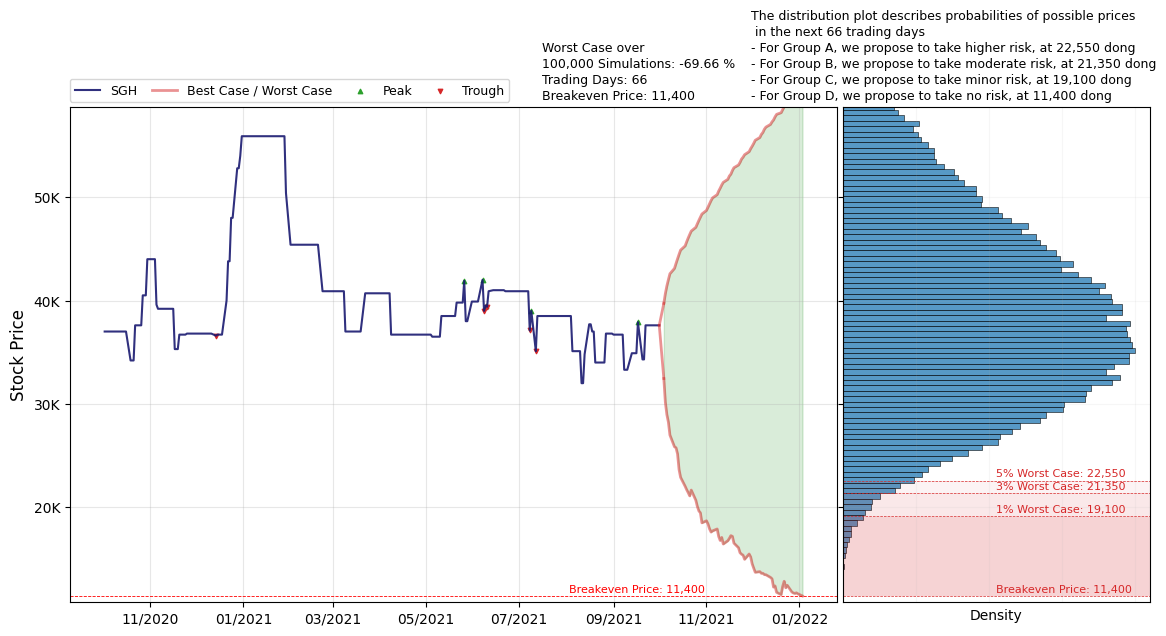 The distribution plot describes probabilities of possible prices
in the next 66 trading days
- For Group A, we propose to take higher risk, at 22,550 dong
- For Group B, we propose to take moderate risk, at 21,350 dong
- For Group C, we propose to take minor risk, at 19,100 dong
- For Group D, we propose to take no risk, at 11,400 dong
Worst Case over
100,000 Simulations: -69.66 %
Trading Days: 66
Breakeven Price: 11,400
SGH
Best Case / Worst Case
Peak
Trough
Stock Price
50K
40K
30K
20K
Breakeven Price: 11,400
11/2020
01/2021
03/2021
05/2021
07/2021
09/2021
11/2021
01/2022
5% Worst Case: 22,550
3% Worst Case: 21,350
1% Worst Case: 19,100
Breakeven Price: 11,400
Density